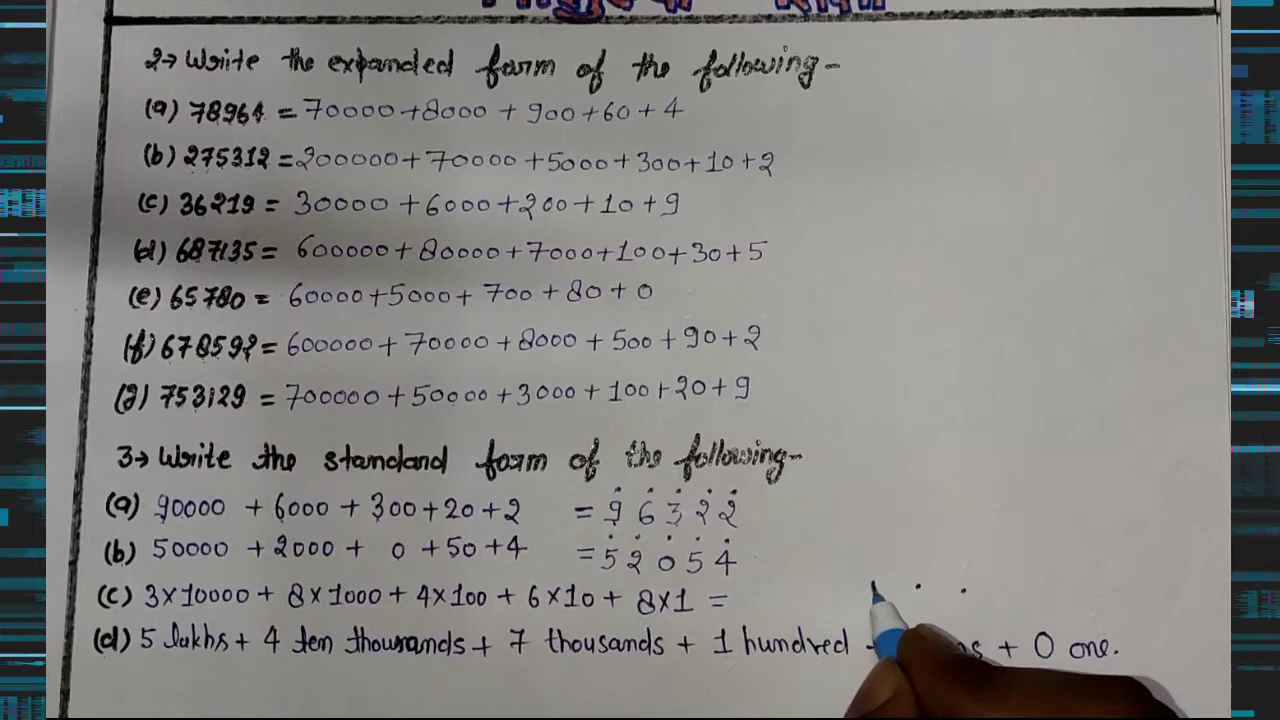 2→ Write the expanded form of the following-
(a) 78964 = 70000+8000 + 900+60+4
(b) 275312 = 200000+70000+5000+300+10+2
(c) 36219 = 30000+6000+200+10+9
(d) 687135 = 600000+80000+7000+100+30+5
(e) 65780 = 60000+5000+ 700 + 80+0
(f) 678592 = 600000+70000+8000 + 500 + 90+2
(g) 753129 = 700000+50000+3000+100+20+9
3→ Write the standand form of the following-
(a) 90000 + 6000 + 300+20+2 = 96322
(b) 50000 + 2000 + 0 + 50 + 4 = 52054
(c) 3×10000+ 8×1000+ 4×100 + 6×10+ 8×1 =
(d) 5 lakhs + 4 ten thousands + 7 thousands + 1 hundred + 0 one.